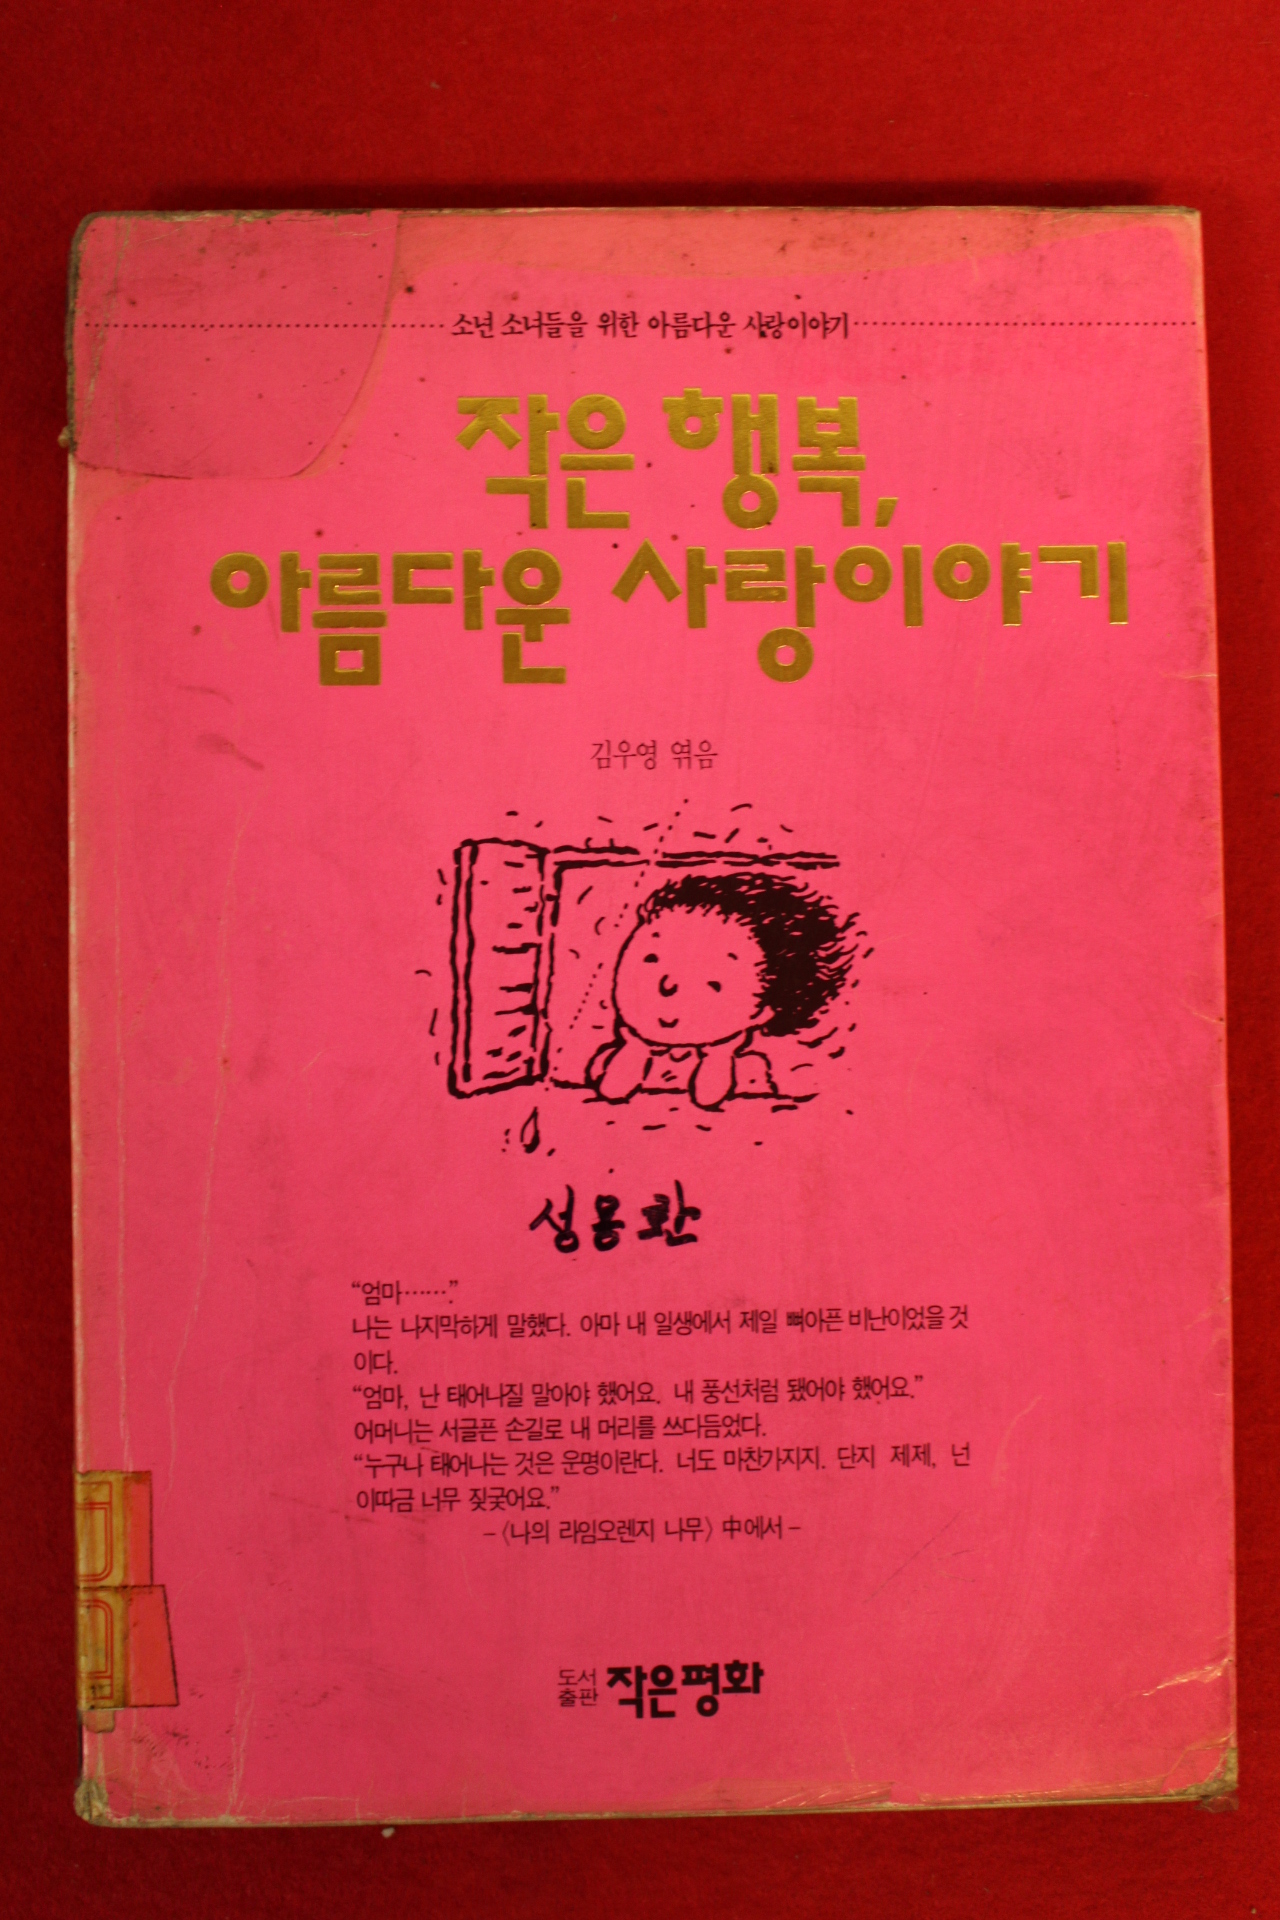 소년 소녀들을 위한 아름다운 사랑이야기
작은 행복,
아름다운 사랑이야기
김우영 엮음
성몽환
“엄마…….”
나는 나지막하게 말했다. 아마 내 일생에서 제일 뼈아픈 비난이었을 것
이다.
“엄마, 난 태어나질 말아야 했어요. 내 풍선처럼 됐어야 했어요.”
어머니는 서글픈 손길로 내 머리를 쓰다듬었다.
“누구나 태어나는 것은 운명이란다. 너도 마찬가지지. 단지 제제, 넌
이따금 너무 짖궂어요.”
–〈나의 라임오렌지 나무〉 中에서–
도서
출판
작은평화